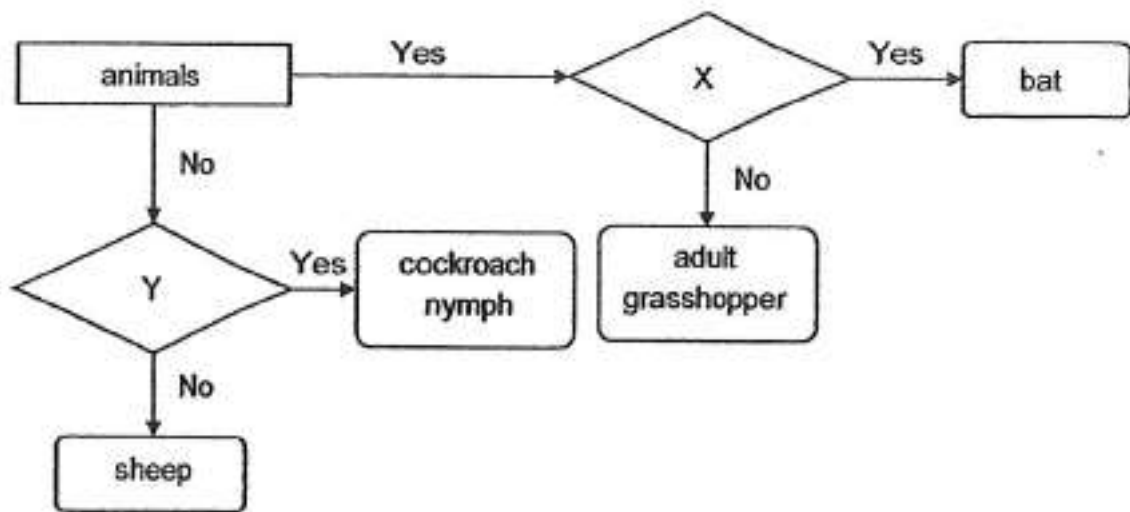 animals
Yes
X
Yes
bat
No
No
Y
Yes
cockroach
nymph
adult
grasshopper
No
sheep